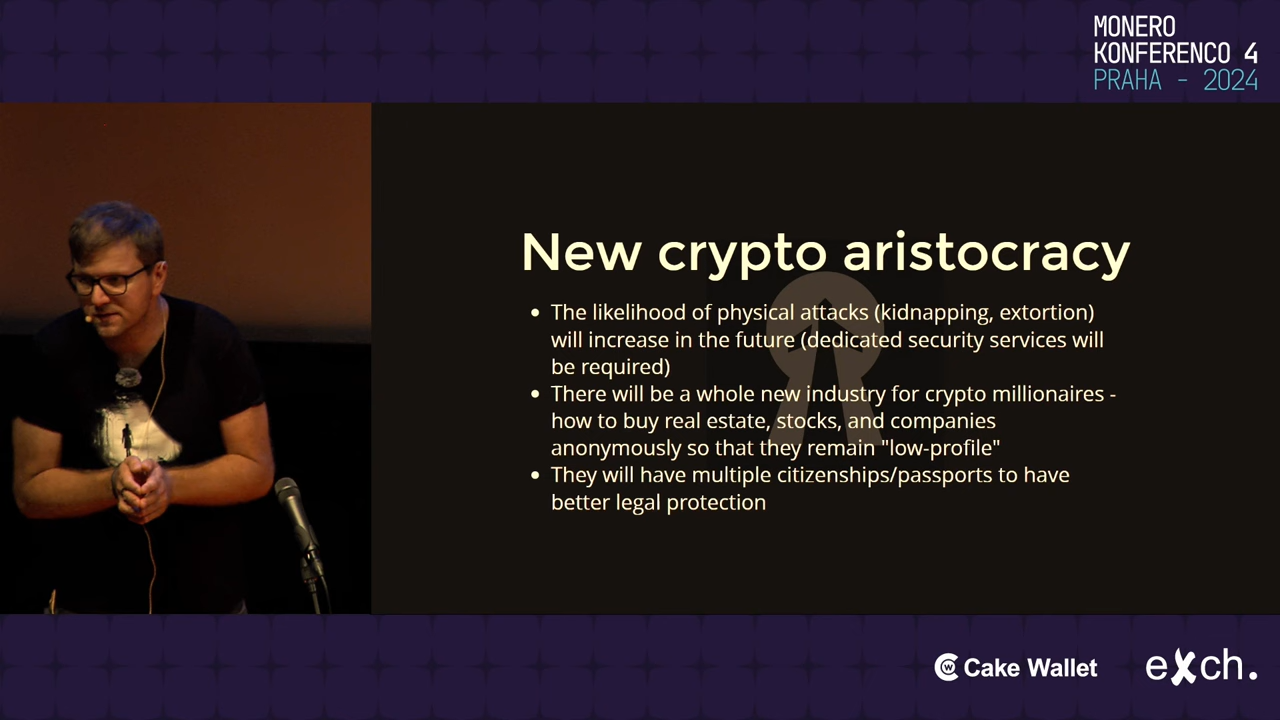 MONERO
KONFERENCO 4
PRAHA - 2024
New crypto aristocracy
• The likelihood of physical attacks (kidnapping, extortion)
will increase in the future (dedicated security services will
be required)
• There will be a whole new industry for crypto millionaires -
how to buy real estate, stocks, and companies
anonymously so that they remain "low-profile"
• They will have multiple citizenships/passports to have
better legal protection
Cake Wallet
eXch.